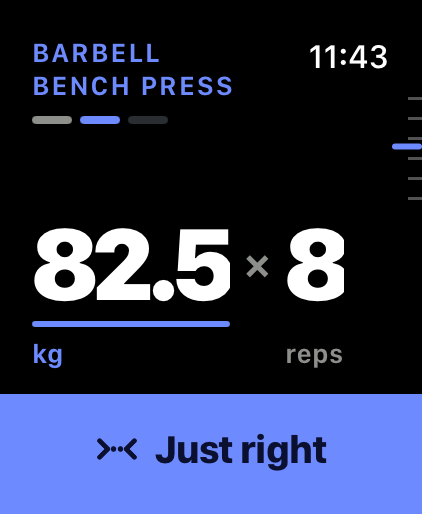 BARBELL
BENCH PRESS
11:43
82.5 × 8
kg reps
Just right